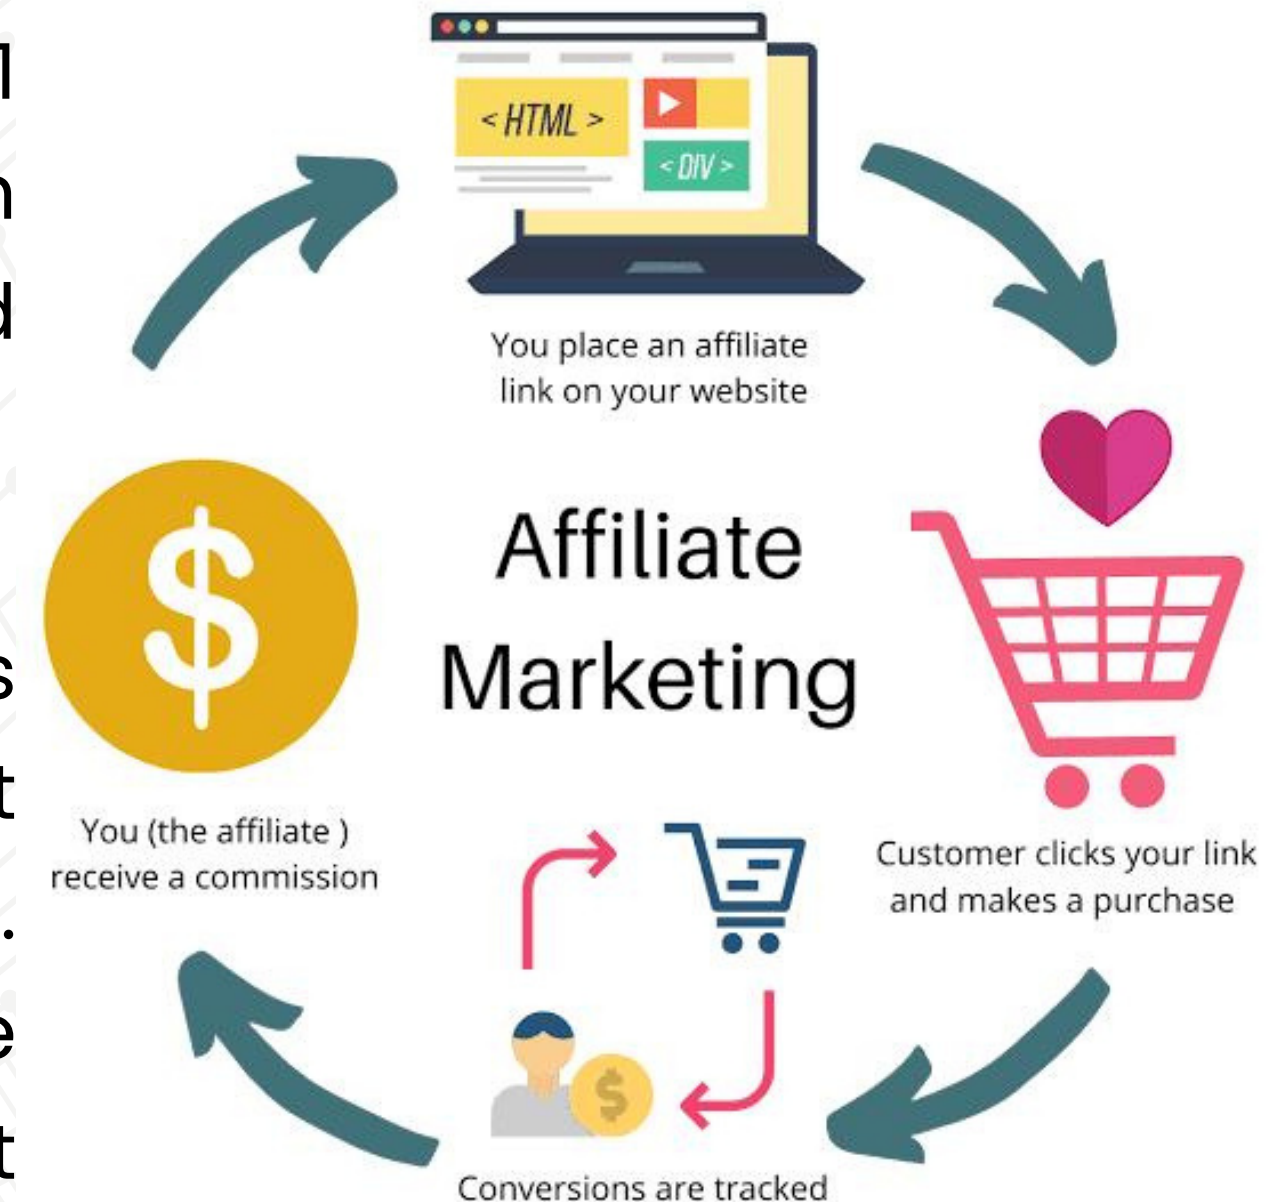 < HTML >
< DIV >
You place an affiliate
link on your website
Affiliate
Marketing
You (the affiliate )
receive a commission
Customer clicks your link
and makes a purchase
Conversions are tracked
$
$